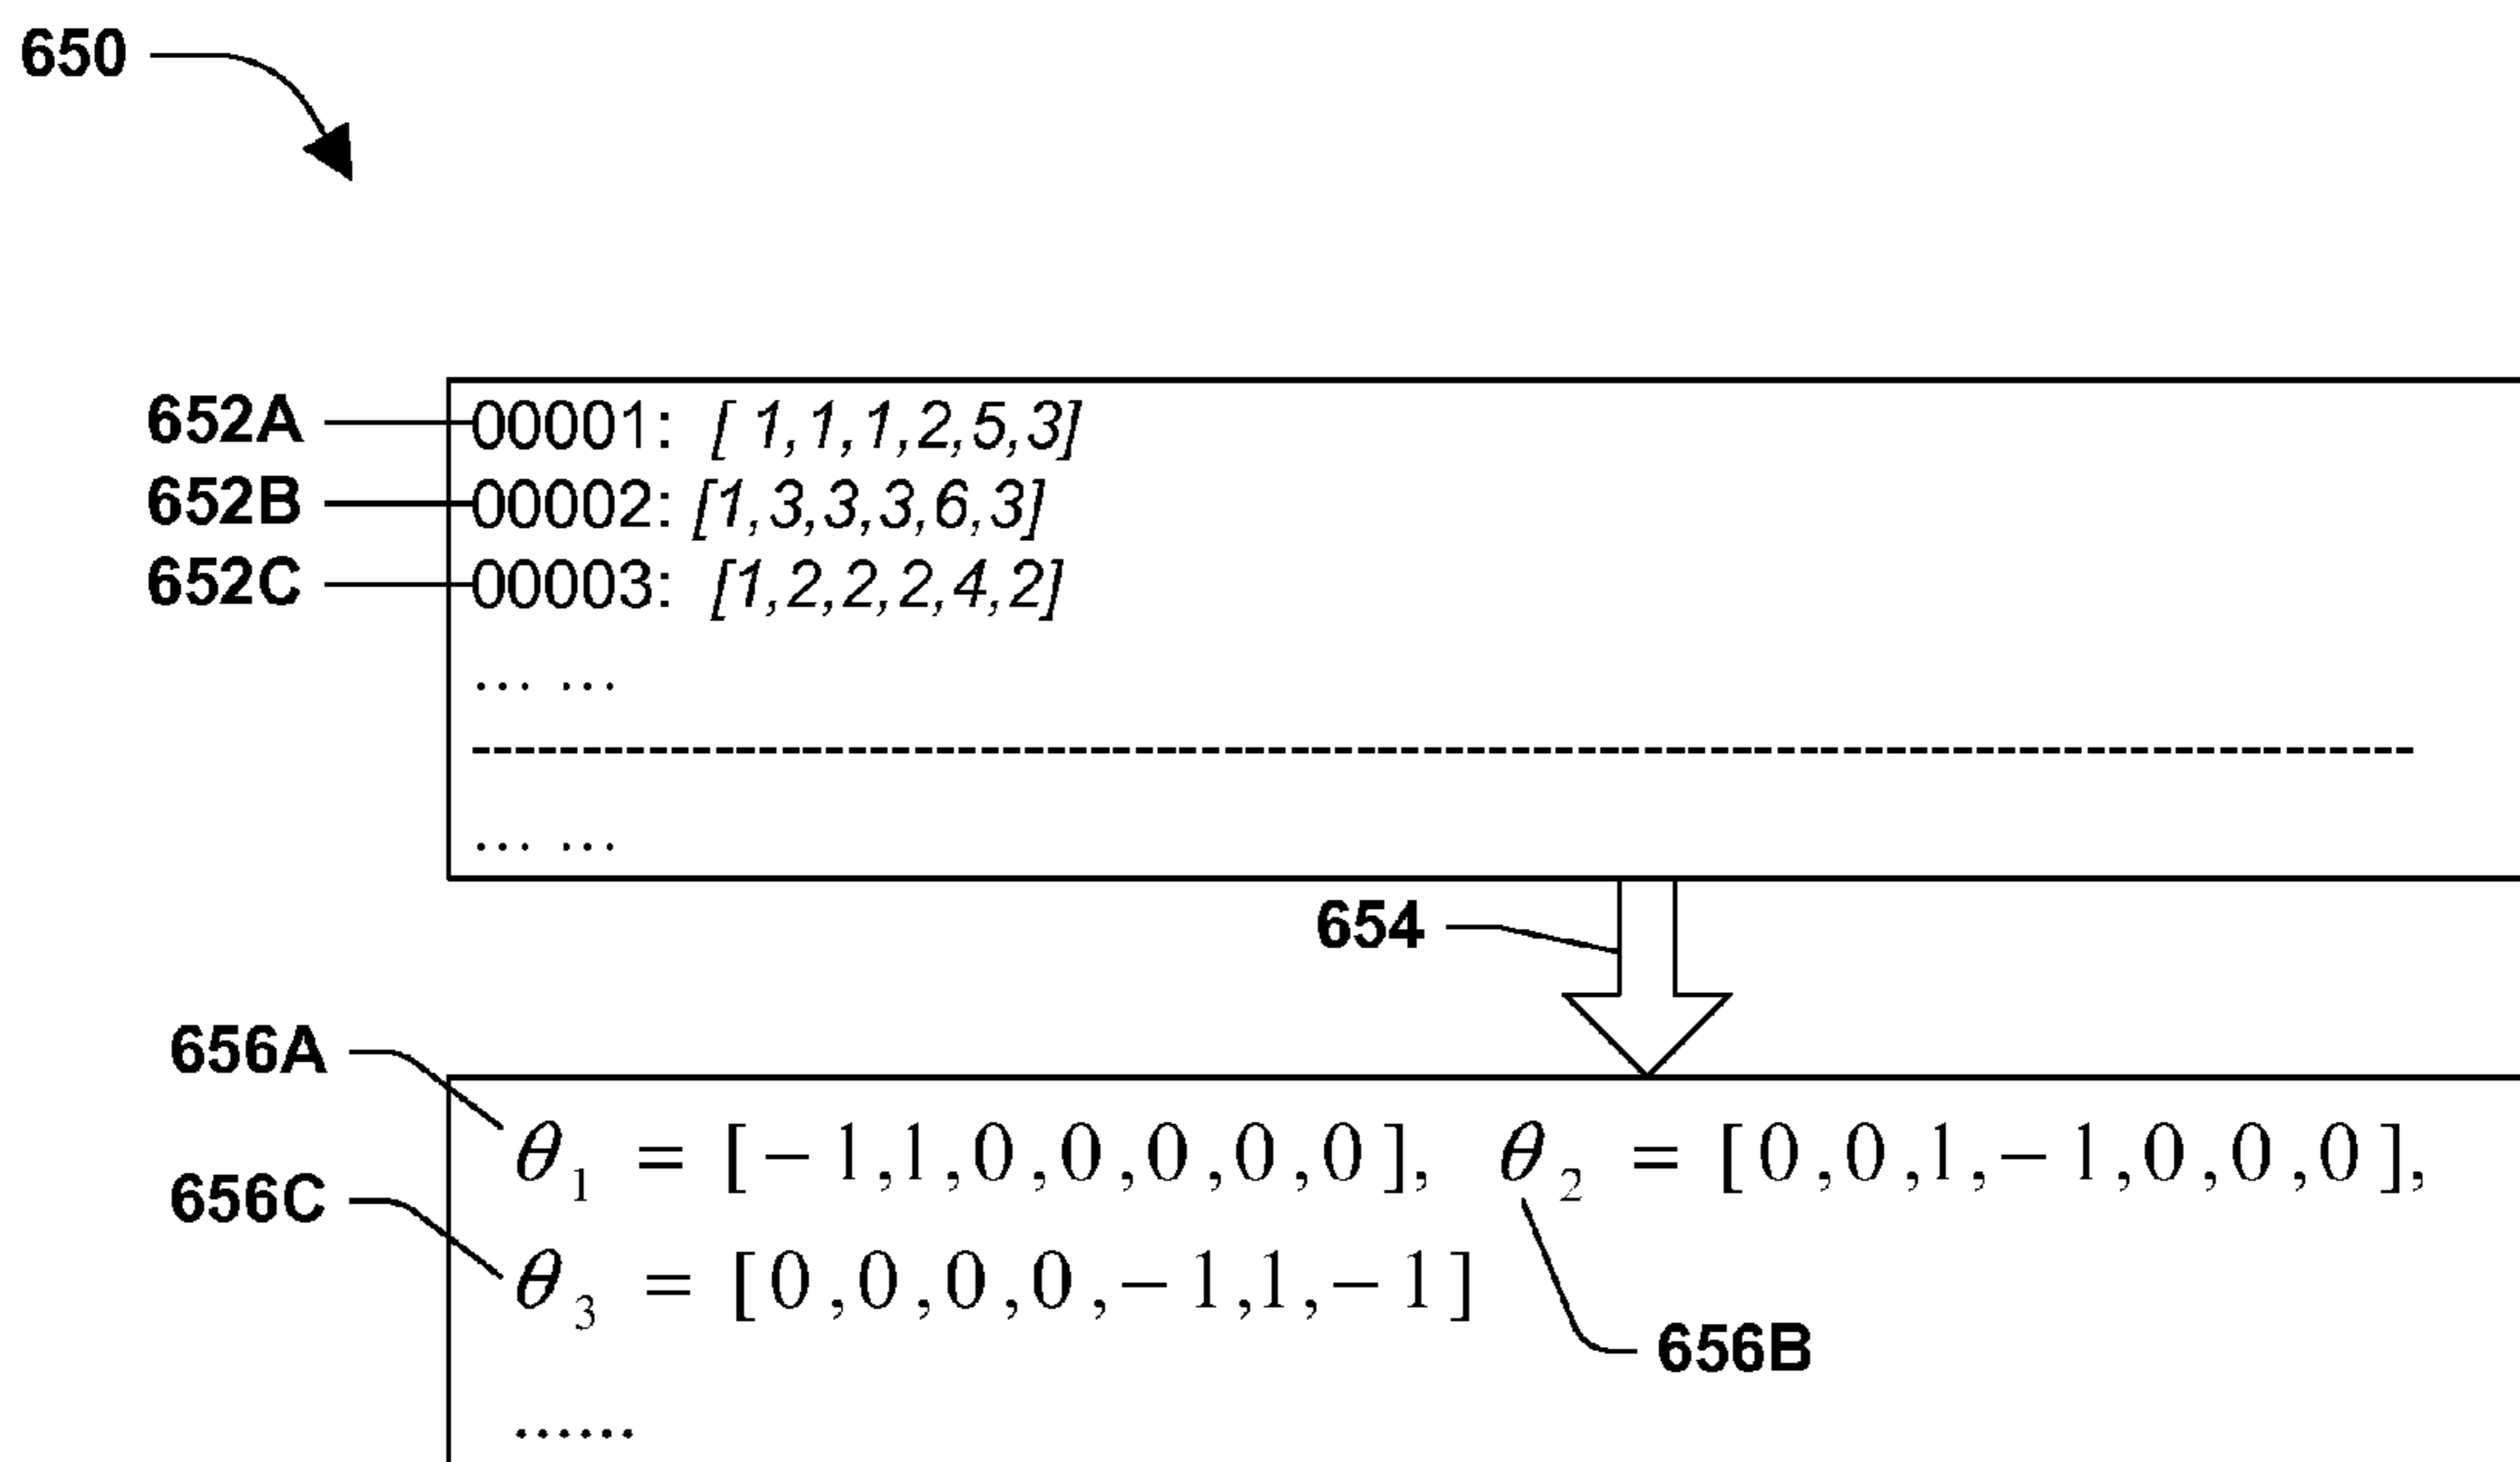 650
652A 00001: [ 1,1,1,2,5,3]
652B 00002: [1,3,3,3,6,3]
652C 00003: [1,2,2,2,4,2]
... ...
------------------------------------------------------------------------------------------
... ...
654
656A
θ1 = [−1,1,0,0,0,0,0], θ2 = [0,0,1,−1,0,0,0],
656C
θ3 = [0,0,0,0,−1,1,−1]
656B
......